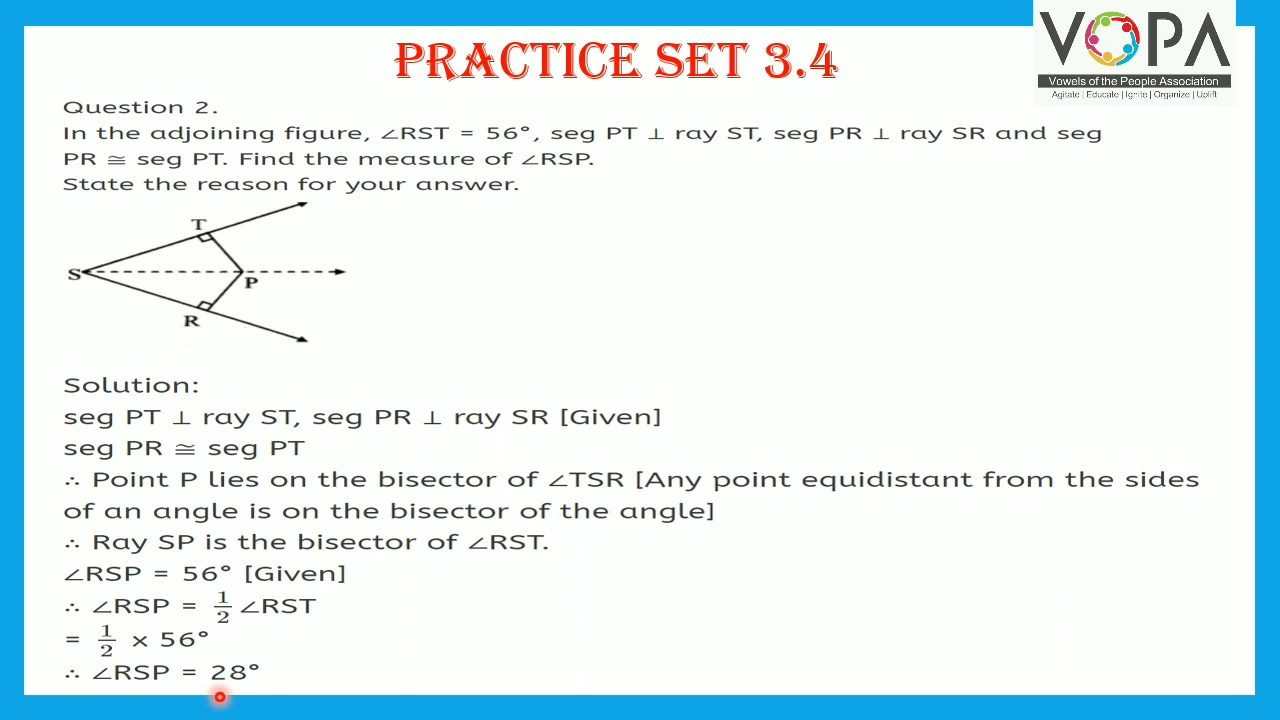 VOPA
Vowels of the People Association
Agitate | Educate | Ignite | Organize | Uplift
PRACTICE SET 3.4
Question 2.
In the adjoining figure, ∠RST = 56°, seg PT ⊥ ray ST, seg PR ⊥ ray SR and seg
PR ≅ seg PT. Find the measure of ∠RSP.
State the reason for your answer.
T
S
P
R
Solution:
seg PT ⊥ ray ST, seg PR ⊥ ray SR [Given]
seg PR ≅ seg PT
∴ Point P lies on the bisector of ∠TSR [Any point equidistant from the sides
of an angle is on the bisector of the angle]
∴ Ray SP is the bisector of ∠RST.
∠RSP = 56° [Given]
∴ ∠RSP = 1/2 ∠RST
= 1/2 x 56°
∴ ∠RSP = 28°